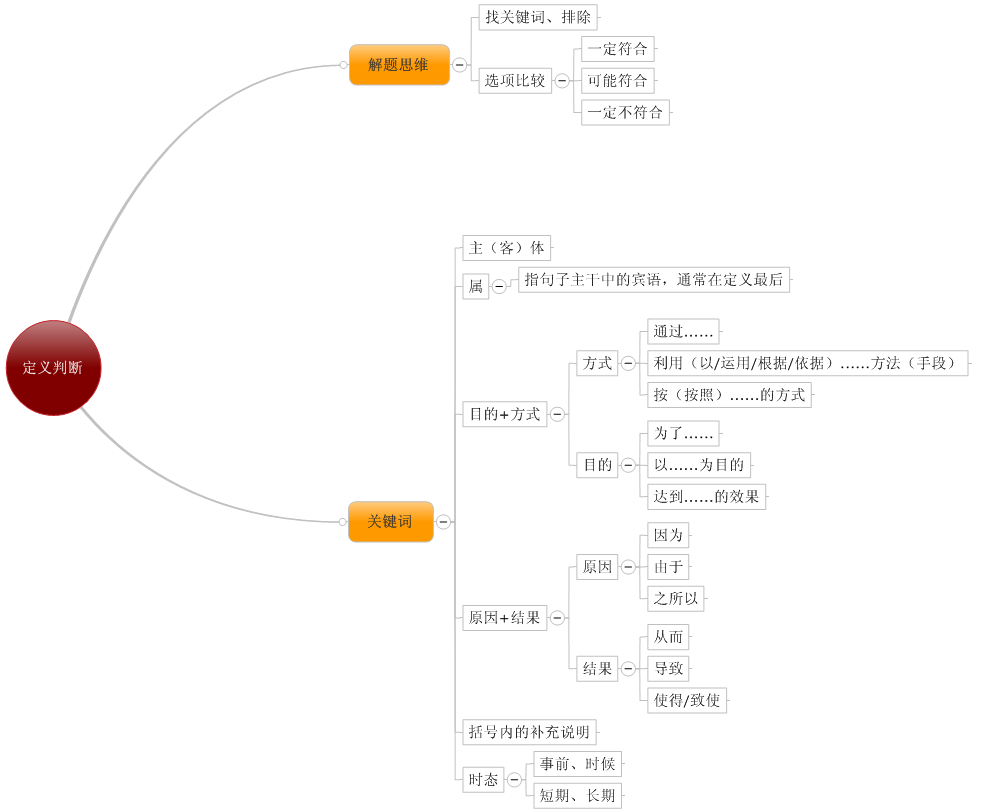 定义判断
解题思维
找关键词、排除
选项比较
一定符合
可能符合
一定不符合
关键词
主（客）体
属
指句子主干中的宾语，通常在定义最后
目的+方式
方式
通过……
利用（以/运用/根据/依据）……方法（手段）
按（按照）……的方式
目的
为了……
以……为目的
达到……的效果
原因+结果
原因
因为
由于
之所以
结果
从而
导致
使得/致使
括号内的补充说明
时态
事前、时候
短期、长期